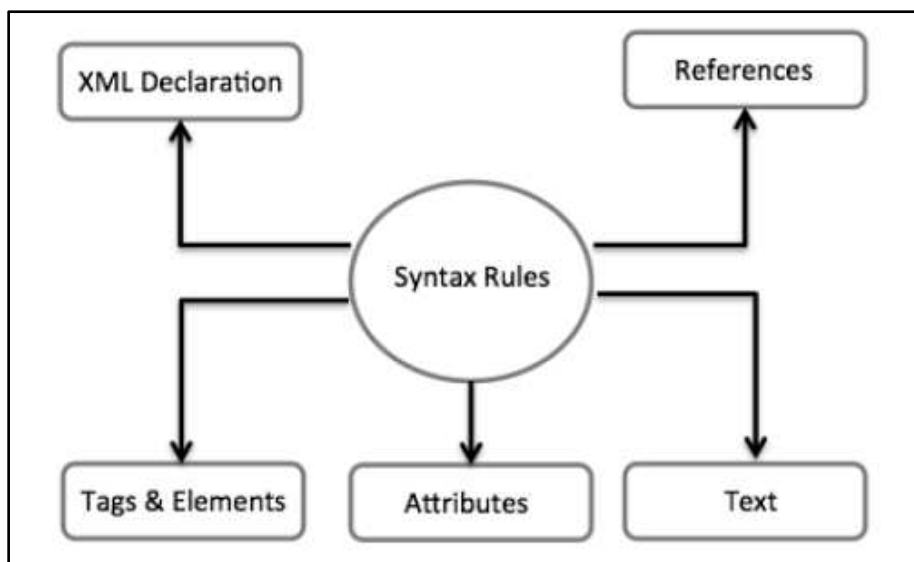 XML Declaration
References
Syntax Rules
Tags & Elements
Attributes
Text